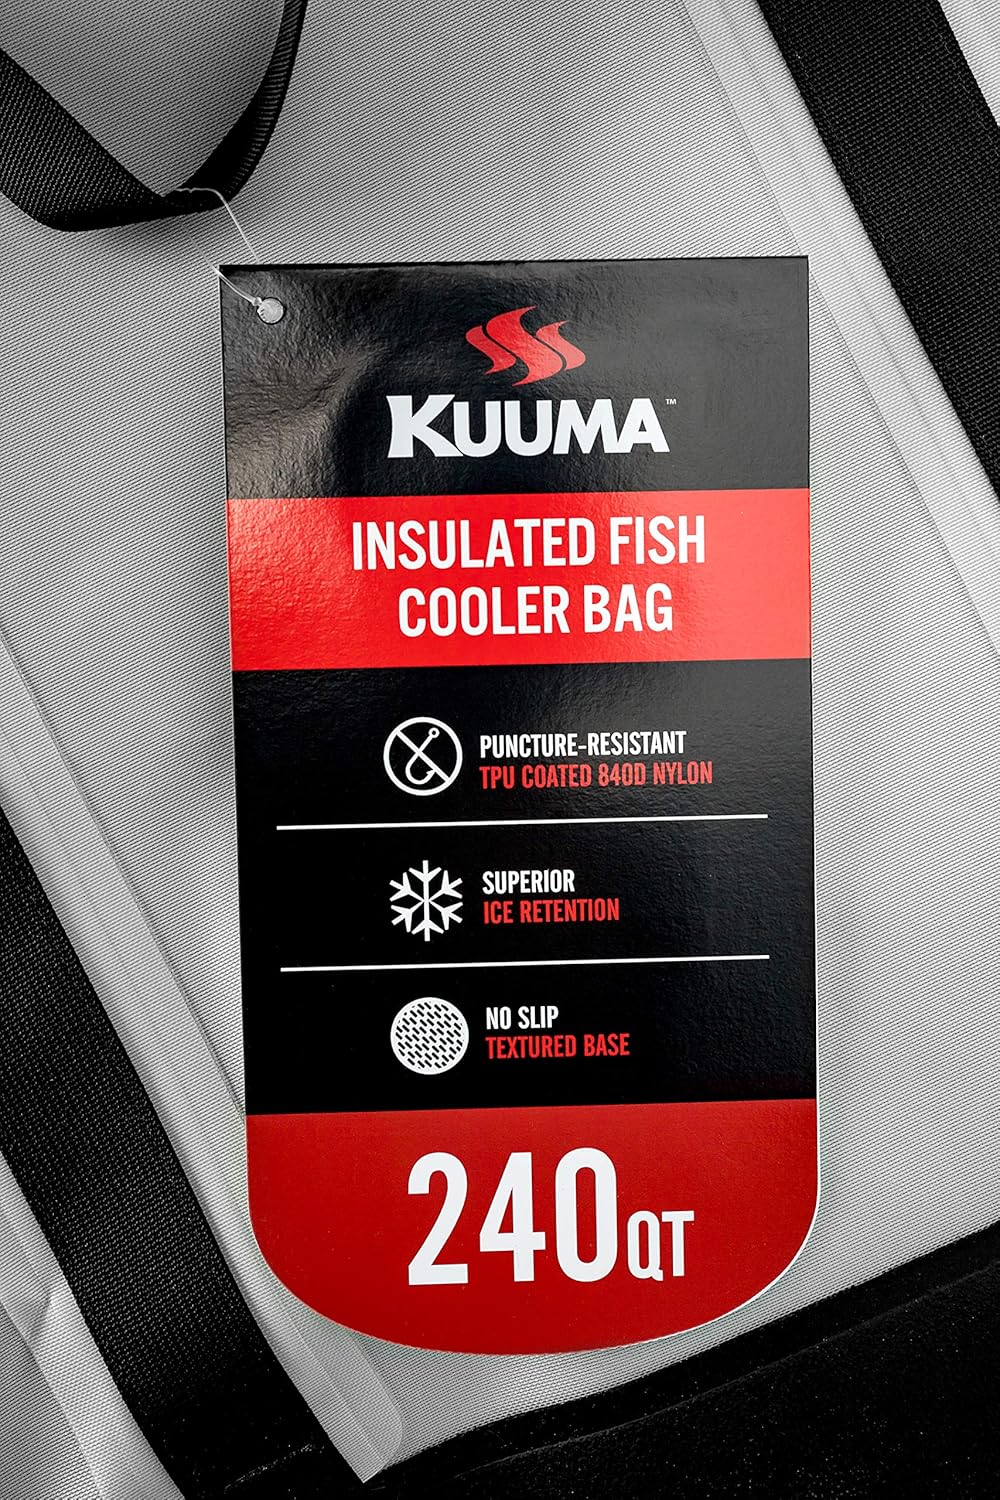 KUUMA™
INSULATED FISH
COOLER BAG
PUNCTURE-RESISTANT
TPU COATED 840D NYLON
SUPERIOR
ICE RETENTION
NO SLIP
TEXTURED BASE
240QT